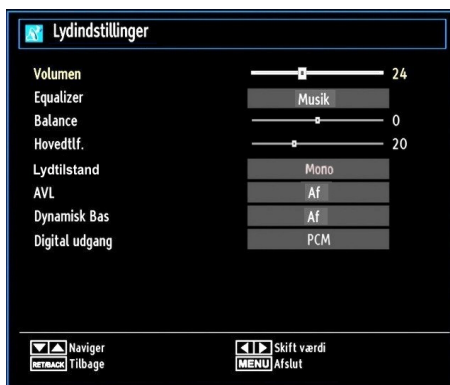 Lydindstillinger
Volumen 24
Equalizer Musik
Balance 0
Hovedtlf. 20
Lydtilstand Mono
AVL Af
Dynamisk Bas Af
Digital udgang PCM
Naviger Skift værdi
RET/BACK Tilbage MENU Afslut